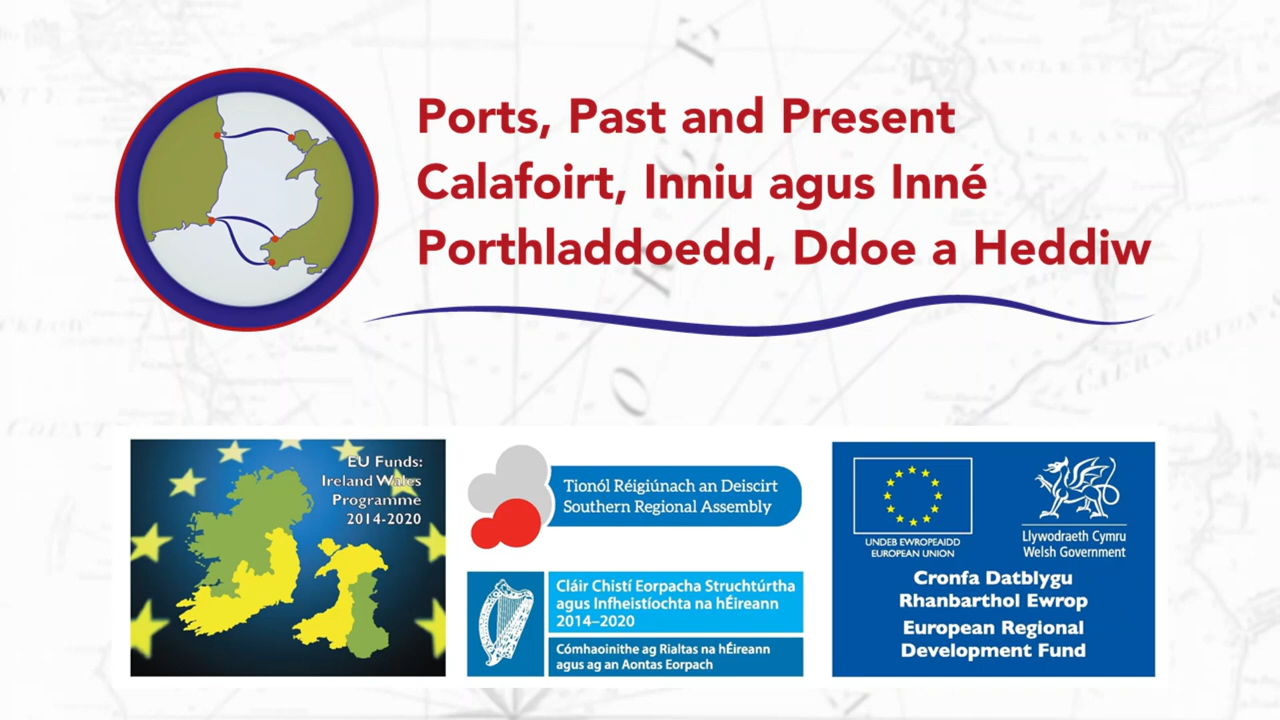 Ports, Past and Present
Calafoirt, Inniu agus Inné
Porthladdoedd, Ddoe a Heddiw
EU Funds:
Ireland Wales
Programme
2014-2020
Tionól Réigiúnach an Deiscirt
Southern Regional Assembly
Cláir Chistí Eorpacha Struchtúrtha
agus Infheistíochta na hÉireann
2014–2020
Cómhaoinithe ag Rialtas na hÉireann
agus ag an Aontas Eorpach
UNDEB EWROPEAIDD
EUROPEAN UNION
Llywodraeth Cymru
Welsh Government
Cronfa Datblygu
Rhanbarthol Ewrop
European Regional
Development Fund